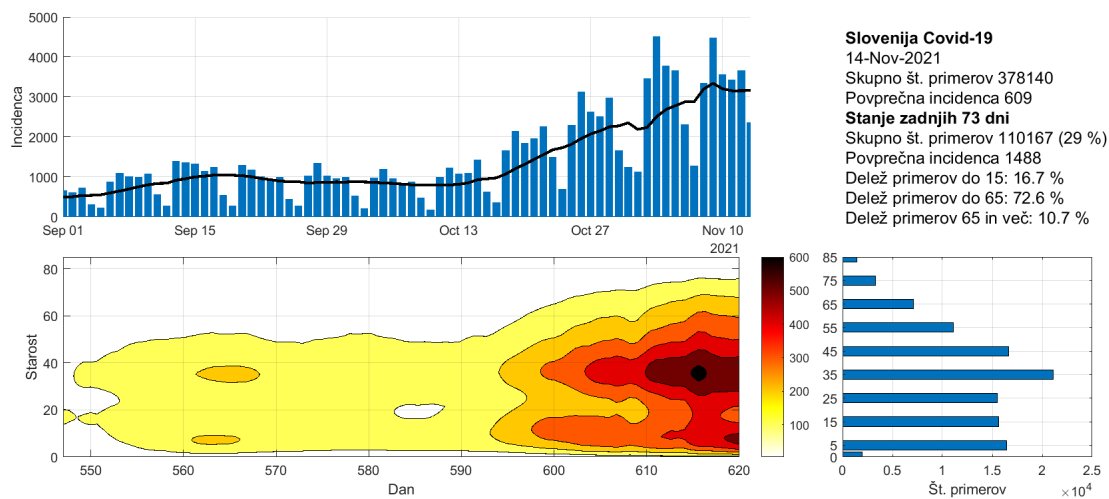 5000
4000
3000
2000
1000
0
Incidenca
Sep 01
Sep 15
Sep 29
Oct 13
Oct 27
Nov 10
2021
Slovenija Covid-19
14-Nov-2021
Skupno št. primerov 378140
Povprečna incidenca 609
Stanje zadnjih 73 dni
Skupno št. primerov 110167 (29 %)
Povprečna incidenca 1488
Delež primerov do 15: 16.7 %
Delež primerov do 65: 72.6 %
Delež primerov 65 in več: 10.7 %
80
60
40
20
0
Starost
550
560
570
580
590
600
610
620
Dan
600
500
400
300
200
100
85
75
65
55
45
35
25
15
5
0
0
0.5
1
1.5
2
2.5
Št. primerov
×10⁴